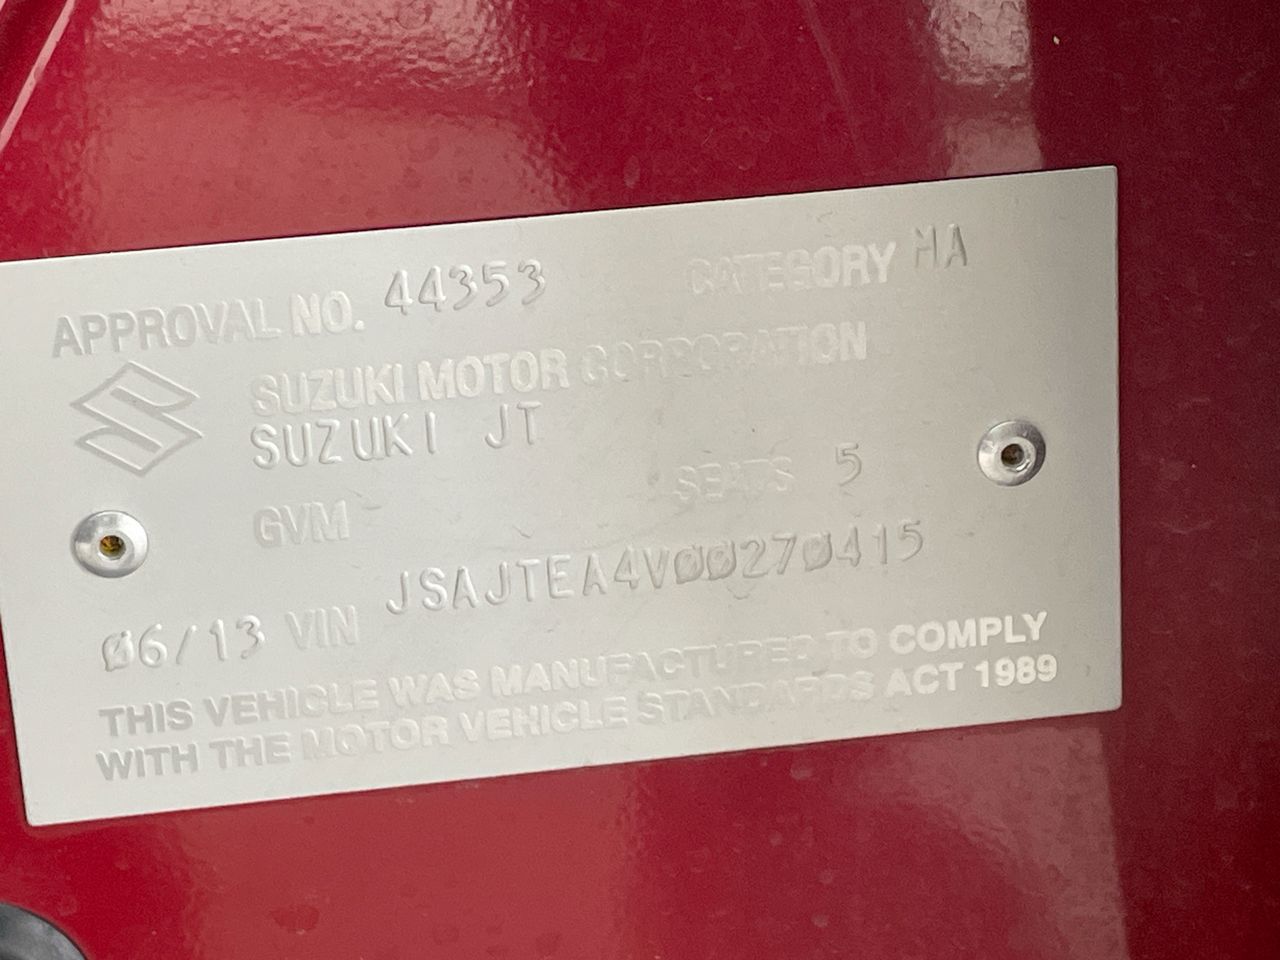 APPROVAL NO. 44353 CATEGORY MA
SUZUKI MOTOR CORPORATION
SUZUKI JT
GVM SEATS 5
06/13 VIN JSAJTEA4V00270415
THIS VEHICLE WAS MANUFACTURED TO COMPLY
WITH THE MOTOR VEHICLE STANDARDS ACT 1989